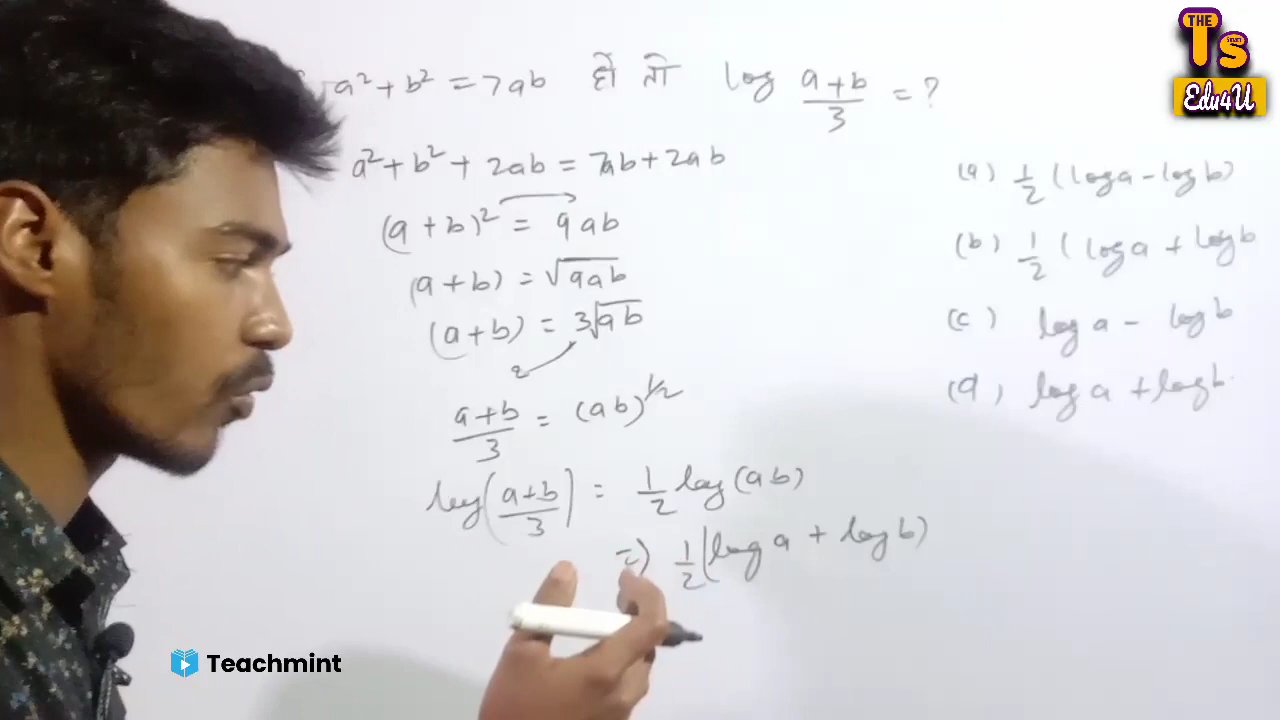 a² + b² = 7ab हो तो log (a+b)/3 = ?
a² + b² + 2ab = 7ab + 2ab
(a + b)² = 9ab
(a + b) = √9ab
(a + b) = 3√ab
(a+b)/3 = (ab)^1/2
log((a+b)/3) = 1/2 log(ab)
=) 1/2(log a + log b)
(a) 1/2 (log a - log b)
(b) 1/2 (log a + log b
(c) log a - log b
(d) log a + log b.
THE
Ts
Smart
Edu4U
Teachmint